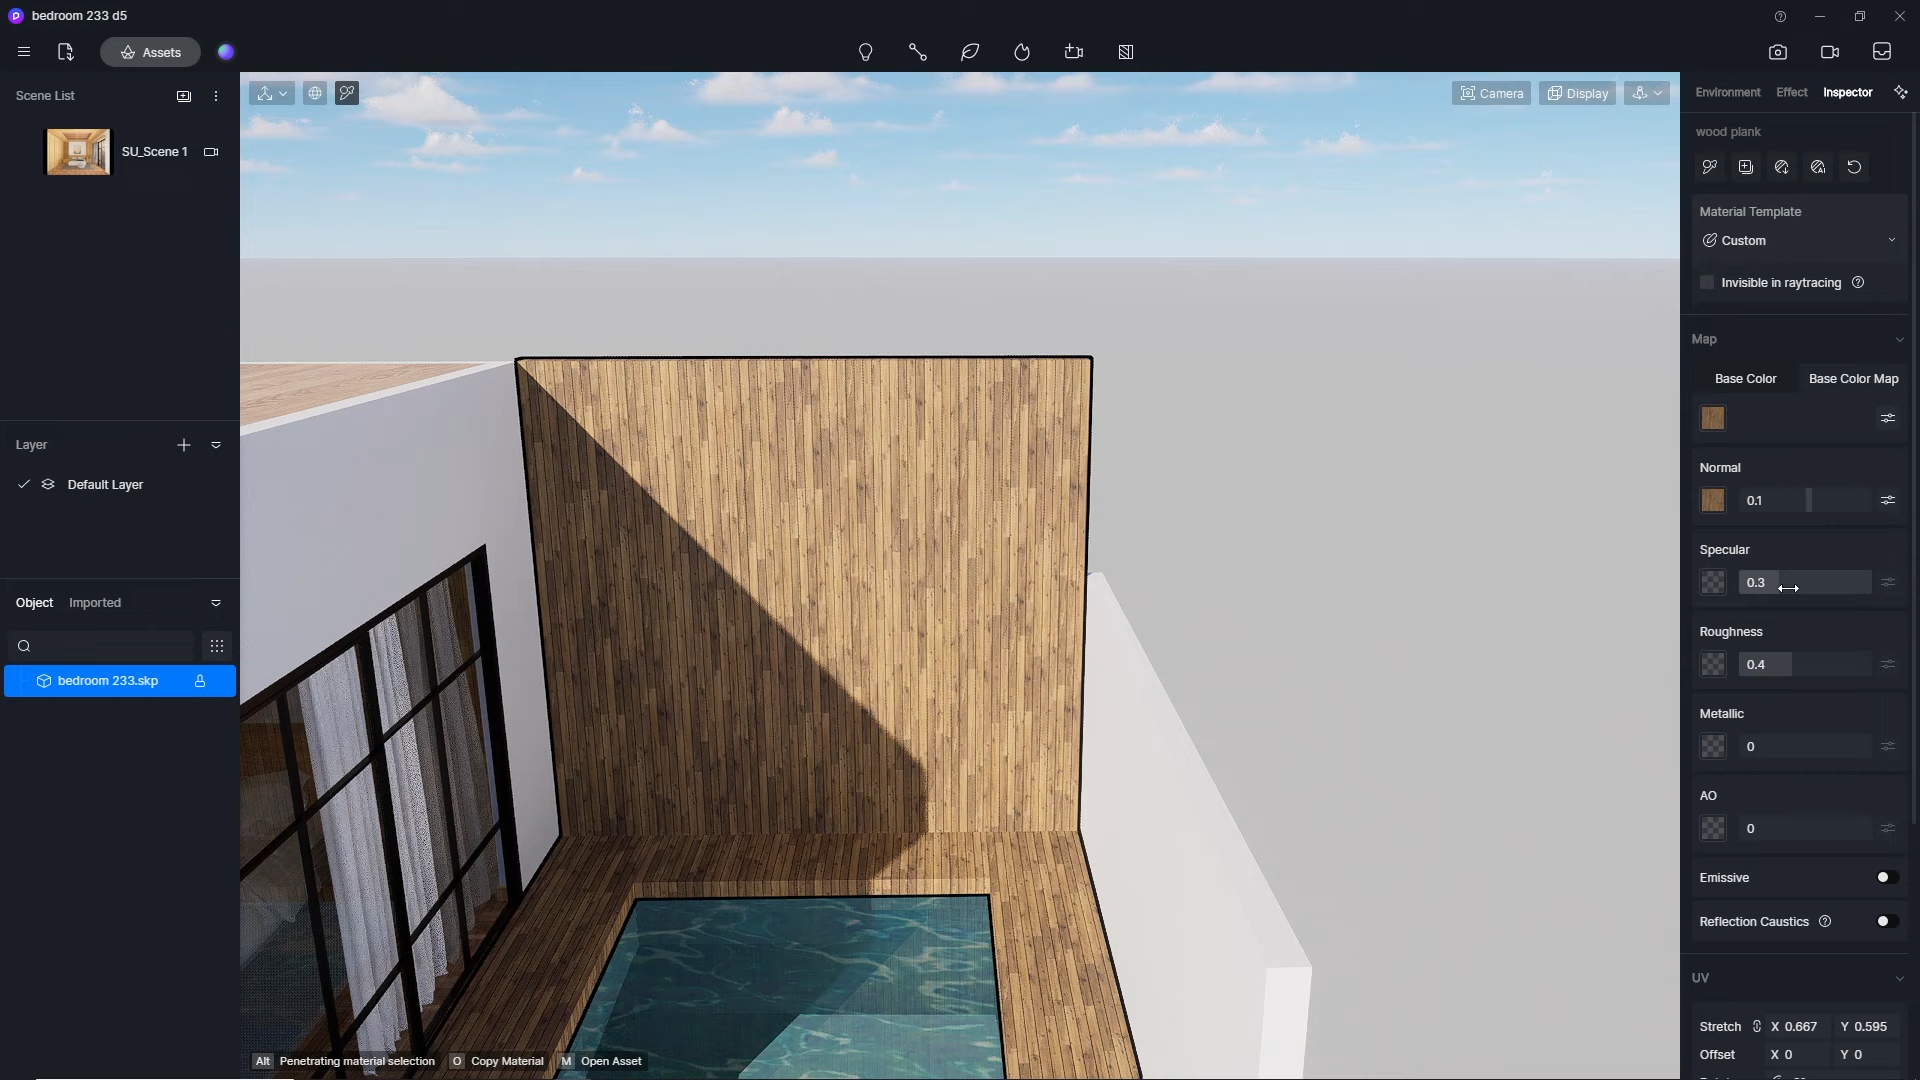 bedroom 233 d5
Assets
Scene List
SU_Scene 1
Layer
Default Layer
Object
Imported
bedroom 233.skp
Camera
Display
Alt Penetrating material selection O Copy Material M Open Asset
Environment
Effect
Inspector
wood plank
Material Template
Custom
Invisible in raytracing
Map
Base Color
Base Color Map
Normal
0.1
Specular
0.3
Roughness
0.4
Metallic
0
AO
0
Emissive
Reflection Caustics
UV
Stretch X 0.667 Y 0.595
Offset X 0 Y 0